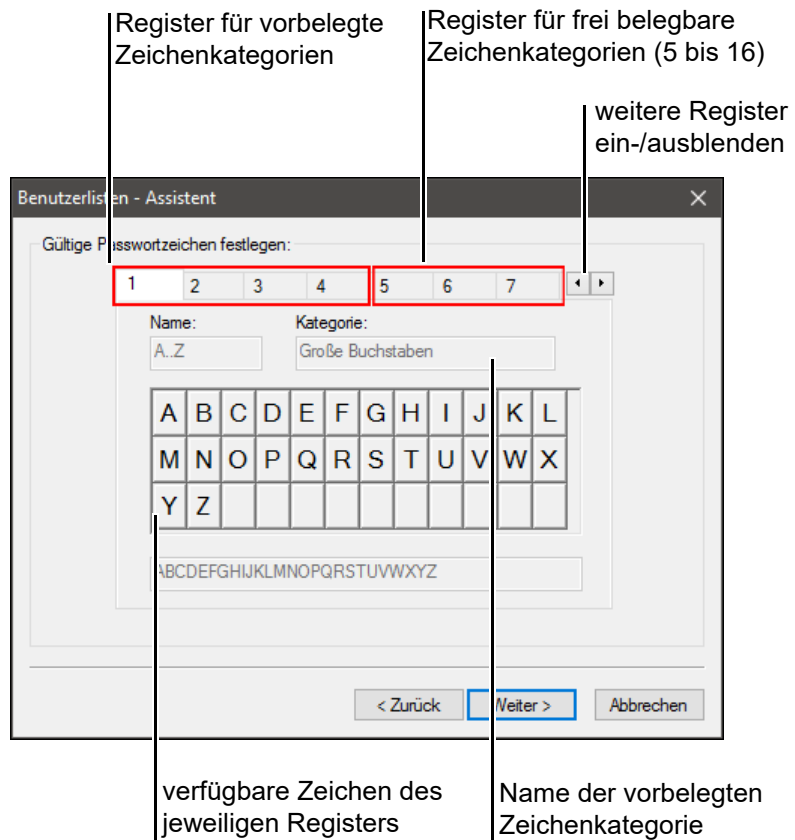 Register für vorbelegte
Zeichenkategorien
Register für frei belegbare
Zeichenkategorien (5 bis 16)
weitere Register
ein-/ausblenden
Benutzerlisten - Assistent
Gültige Passwortzeichen festlegen:
1 2 3 4 5 6 7
Name: Kategorie:
A..Z Große Buchstaben
A B C D E F G H I J K L
M N O P Q R S T U V W X
Y Z
ABCDEFGHIJKLMNOPQRSTUVWXYZ
< Zurück Weiter > Abbrechen
verfügbare Zeichen des
jeweiligen Registers
Name der vorbelegten
Zeichenkategorie